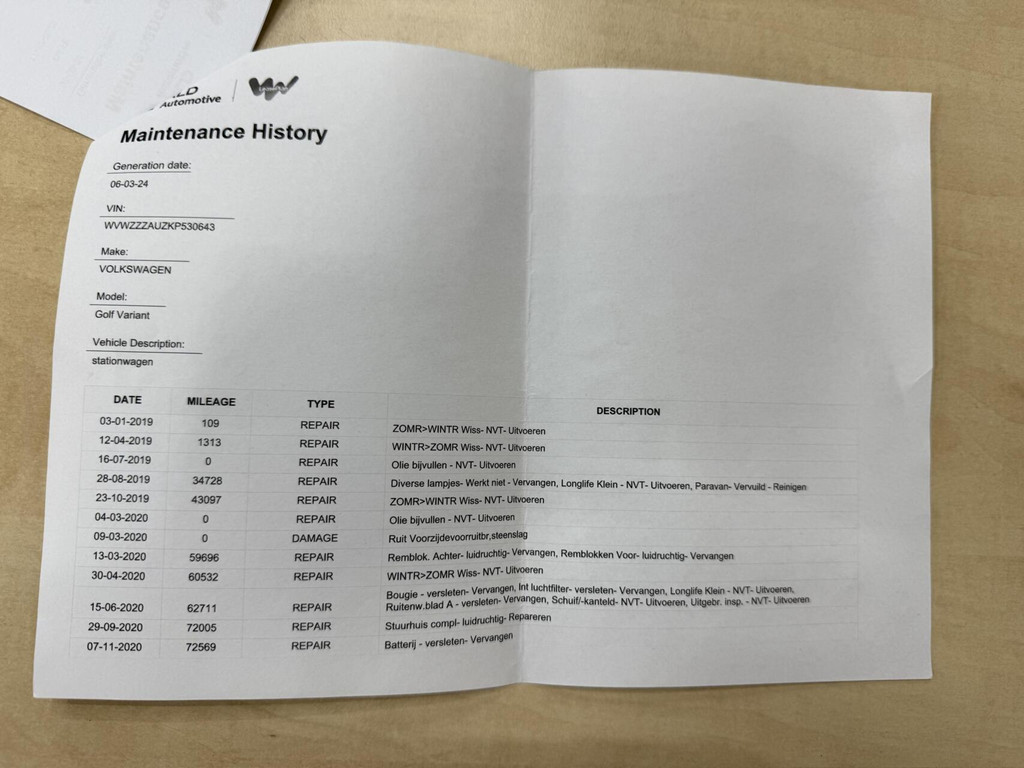 LD
Automotive
Maintenance History
Generation date:
06-03-24
VIN:
WVWZZZAUZKP530643
Make:
VOLKSWAGEN
Model:
Golf Variant
Vehicle Description:
stationwagen
DATE MILEAGE TYPE DESCRIPTION
03-01-2019 109 REPAIR ZOMR>WINTR Wiss- NVT- Uitvoeren
12-04-2019 1313 REPAIR WINTR>ZOMR Wiss- NVT- Uitvoeren
16-07-2019 0 REPAIR Olie bijvullen - NVT- Uitvoeren
28-08-2019 34728 REPAIR Diverse lampjes- Werkt niet - Vervangen, Longlife Klein - NVT- Uitvoeren, Paravan- Vervuild - Reinigen
23-10-2019 43097 REPAIR ZOMR>WINTR Wiss- NVT- Uitvoeren
04-03-2020 0 REPAIR Olie bijvullen - NVT- Uitvoeren
09-03-2020 0 DAMAGE Ruit Voorzijdevoorruitbr,steenslag
13-03-2020 59696 REPAIR Remblok. Achter- luidruchtig- Vervangen, Remblokken Voor- luidruchtig- Vervangen
30-04-2020 60532 REPAIR WINTR>ZOMR Wiss- NVT- Uitvoeren
Bougie - versleten- Vervangen, Int luchtfilter- versleten- Vervangen, Longlife Klein - NVT- Uitvoeren,
15-06-2020 62711 REPAIR Ruitenw.blad A - versleten- Vervangen, Schuif/-kanteld- NVT- Uitvoeren, Uitgebr. insp. - NVT- Uitvoeren
29-09-2020 72005 REPAIR Stuurhuis compl- luidruchtig- Repareren
07-11-2020 72569 REPAIR Batterij - versleten- Vervangen